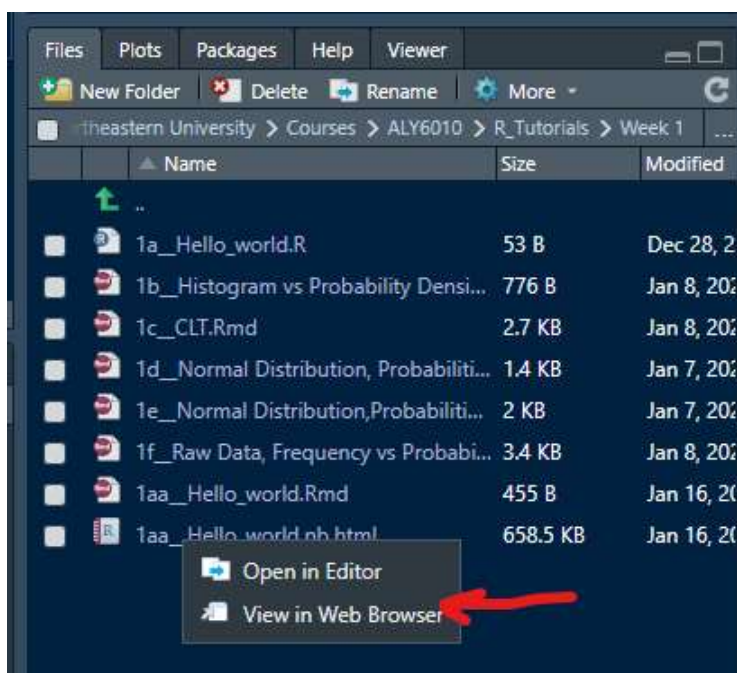 Files Plots Packages Help Viewer
New Folder Delete Rename More
theastern University > Courses > ALY6010 > R_Tutorials > Week 1 ...
Name Size Modified
..
1a__Hello_world.R 53 B Dec 28, 2
1b__Histogram vs Probability Densi... 776 B Jan 8, 202
1c__CLT.Rmd 2.7 KB Jan 8, 202
1d__Normal Distribution, Probabiliti... 1.4 KB Jan 7, 202
1e__Normal Distribution,Probabiliti... 2 KB Jan 7, 202
1f__Raw Data, Frequency vs Probabi... 3.4 KB Jan 8, 202
1aa__Hello_world.Rmd 455 B Jan 16, 20
1aa__Hello_world.nb.html 658.5 KB Jan 16, 20
Open in Editor
View in Web Browser